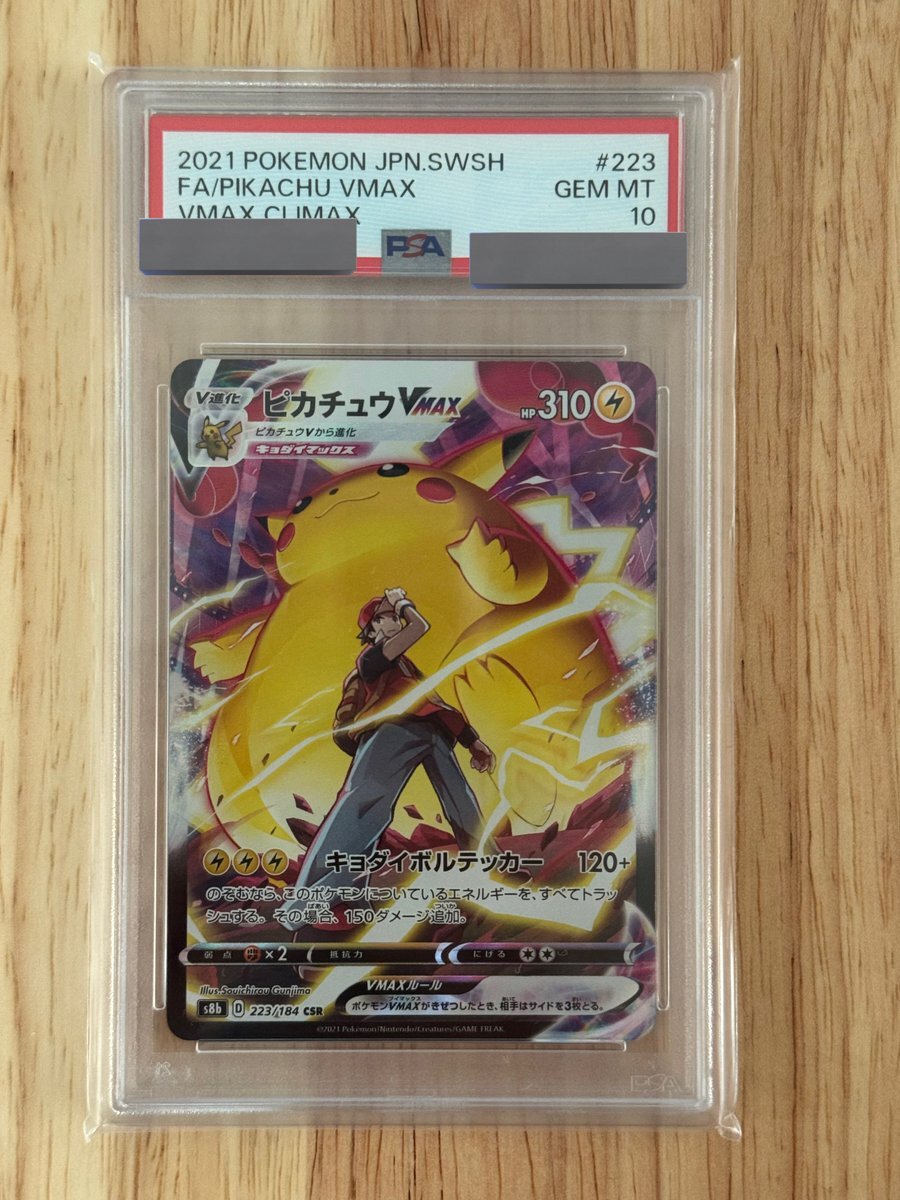 2021 POKEMON JPN.SWSH #223
FA/PIKACHU VMAX GEM MT
VMAX CLIMAX 10
PSA
V進化
ピカチュウVMAX HP310
ピカチュウVから進化
キョダイマックス
キョダイボルテッカー 120+
のぞむなら、このポケモンについているエネルギーを、すべてトラッ
シュする。その場合、150ダメージ追加。
弱点 ×2 抵抗力 にげる
Illus.Souichirou Gunjima
VMAXルール
ポケモンVMAXがきぜつしたとき、相手はサイドを3枚とる。
s8b D 223/184 CSR
©2021 Pokémon/Nintendo/Creatures/GAME FREAK.
PSA